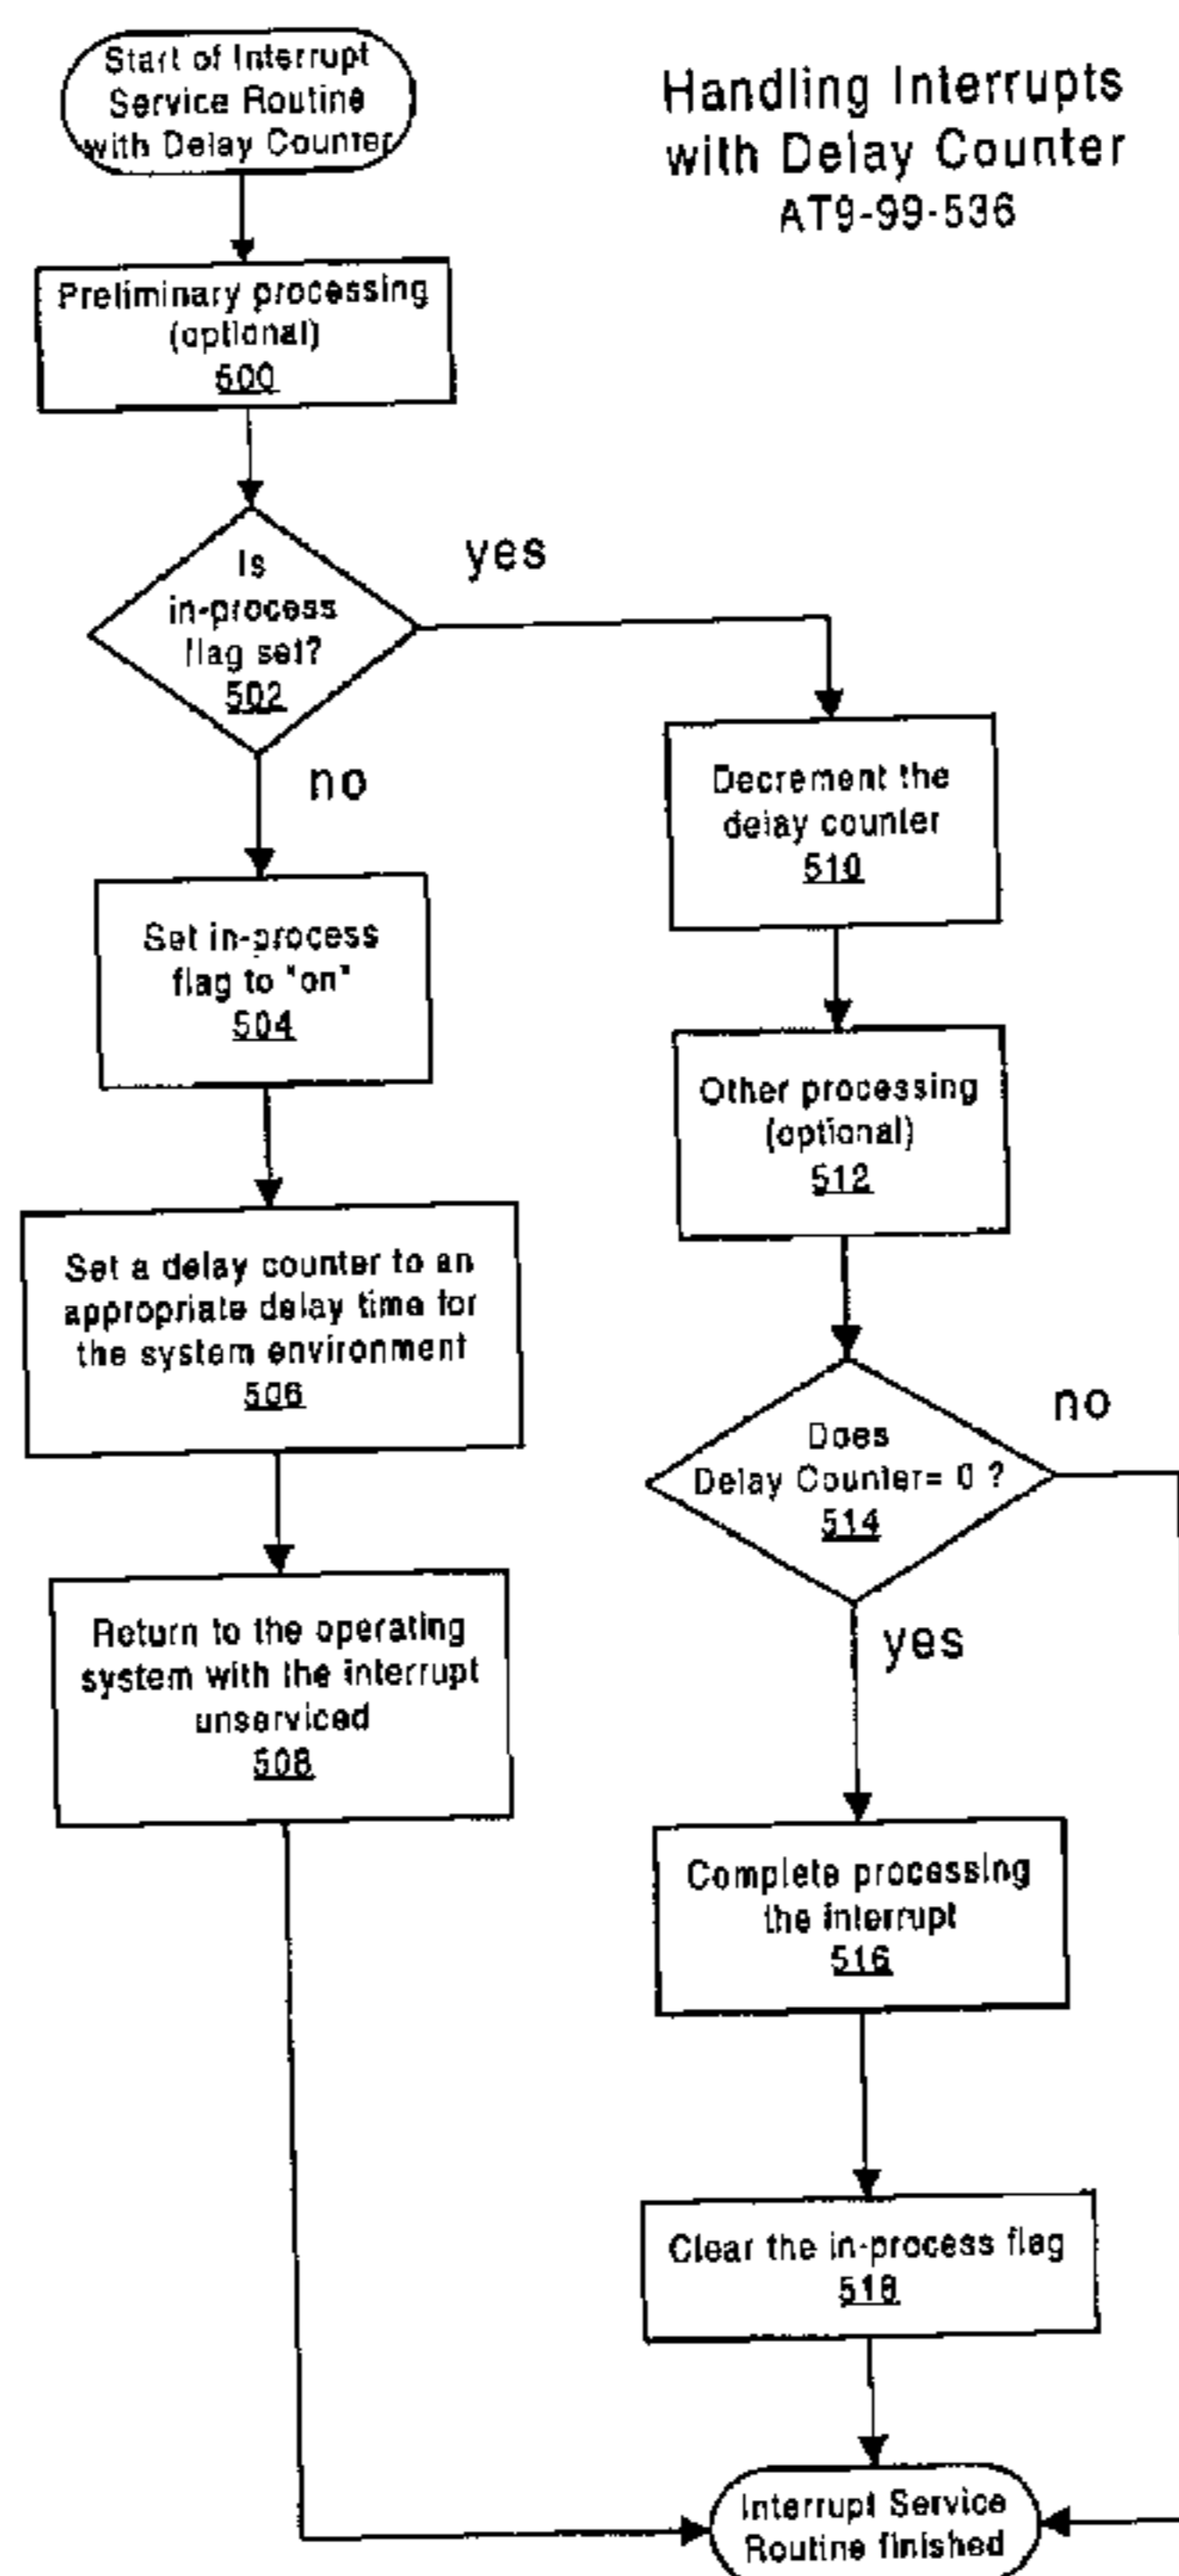 Start of Interrupt
Service Routine
with Delay Counter
Handling Interrupts
with Delay Counter
AT9-99-536
Preliminary processing
(optional)
500
Is
in-process
flag set?
502
yes
no
Set in-process
flag to "on"
504
Set a delay counter to an
appropriate delay time for
the system environment
506
Return to the operating
system with the interrupt
unserviced
508
Decrement the
delay counter
510
Other processing
(optional)
512
Does
Delay Counter= 0 ?
514
no
yes
Complete processing
the interrupt
516
Clear the in-process flag
518
Interrupt Service
Routine finished